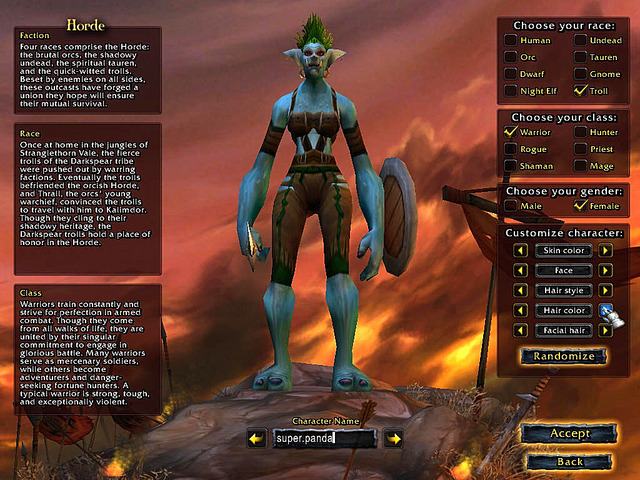 Horde
Faction
Four races comprise the Horde:
the brutal orcs, the shadowy
undead, the spiritual tauren,
and the quick-witted trolls.
Beset by enemies on all sides,
these outcasts have forged a
union they hope will ensure
their mutual survival.
Race
Once at home in the jungles of
Stranglethorn Vale, the fierce
trolls of the Darkspear tribe
were pushed out by warring
factions. Eventually the trolls
befriended the orcish Horde,
and Thrall, the orcs' young
warchief, convinced the trolls
to travel with him to Kalimdor.
Though they cling to their
shadowy heritage, the
Darkspear trolls hold a place of
honor in the Horde.
Class
Warriors train constantly and
strive for perfection in armed
combat. Though they come
from all walks of life, they are
united by their singular
commitment to engage in
glorious battle. Many warriors
serve as mercenary soldiers,
while others become
adventurers and danger-
seeking fortune hunters. A
typical warrior is strong, tough,
and exceptionally violent.
Character Name
super.panda
Choose your race:
Human Undead
Orc Tauren
Dwarf Gnome
Night Elf Troll
Choose your class:
Warrior Hunter
Rogue Priest
Shaman Mage
Choose your gender:
Male Female
Customize character:
Skin color
Face
Hair style
Hair color
Facial hair
Randomize
Accept
Back